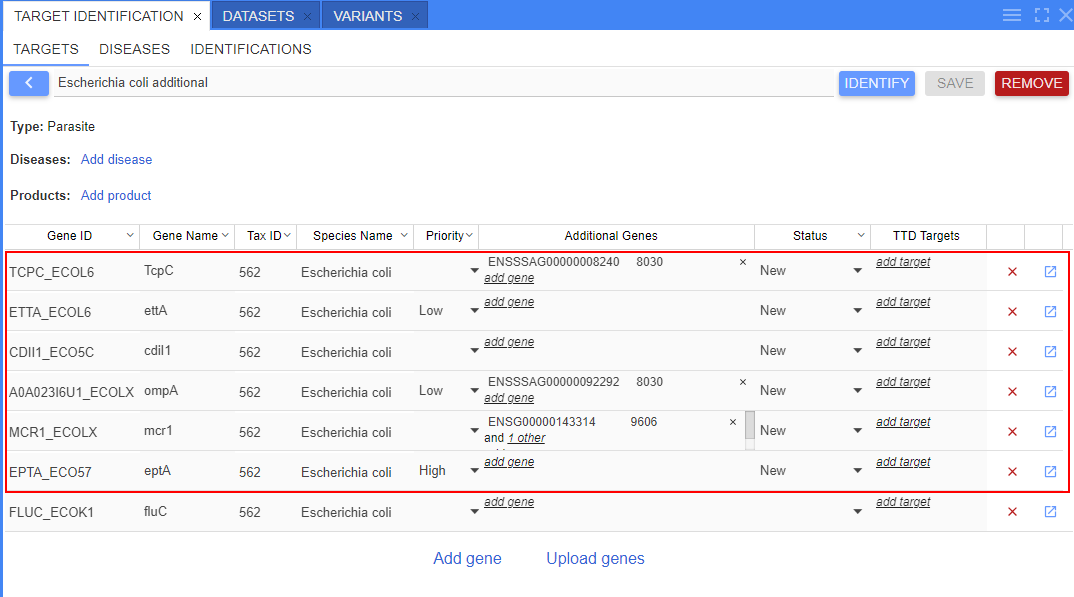 TARGET IDENTIFICATION × DATASETS × VARIANTS ×
TARGETS DISEASES IDENTIFICATIONS
Escherichia coli additional IDENTIFY SAVE REMOVE
Type: Parasite
Diseases: Add disease
Products: Add product
Gene ID Gene Name Tax ID Species Name Priority Additional Genes Status TTD Targets
TCPC_ECOL6 TcpC 562 Escherichia coli ENSSSAG00000008240 8030 × New add target
add gene
ETTA_ECOL6 ettA 562 Escherichia coli Low add gene New add target
CDII1_ECO5C cdiI1 562 Escherichia coli add gene New add target
A0A023I6U1_ECOLX ompA 562 Escherichia coli Low ENSSSAG00000092292 8030 × New add target
add gene
MCR1_ECOLX mcr1 562 Escherichia coli ENSG00000143314 9606 × New add target
and 1 other
EPTA_ECO57 eptA 562 Escherichia coli High add gene New add target
FLUC_ECOK1 fluC 562 Escherichia coli add gene add target
Add gene Upload genes